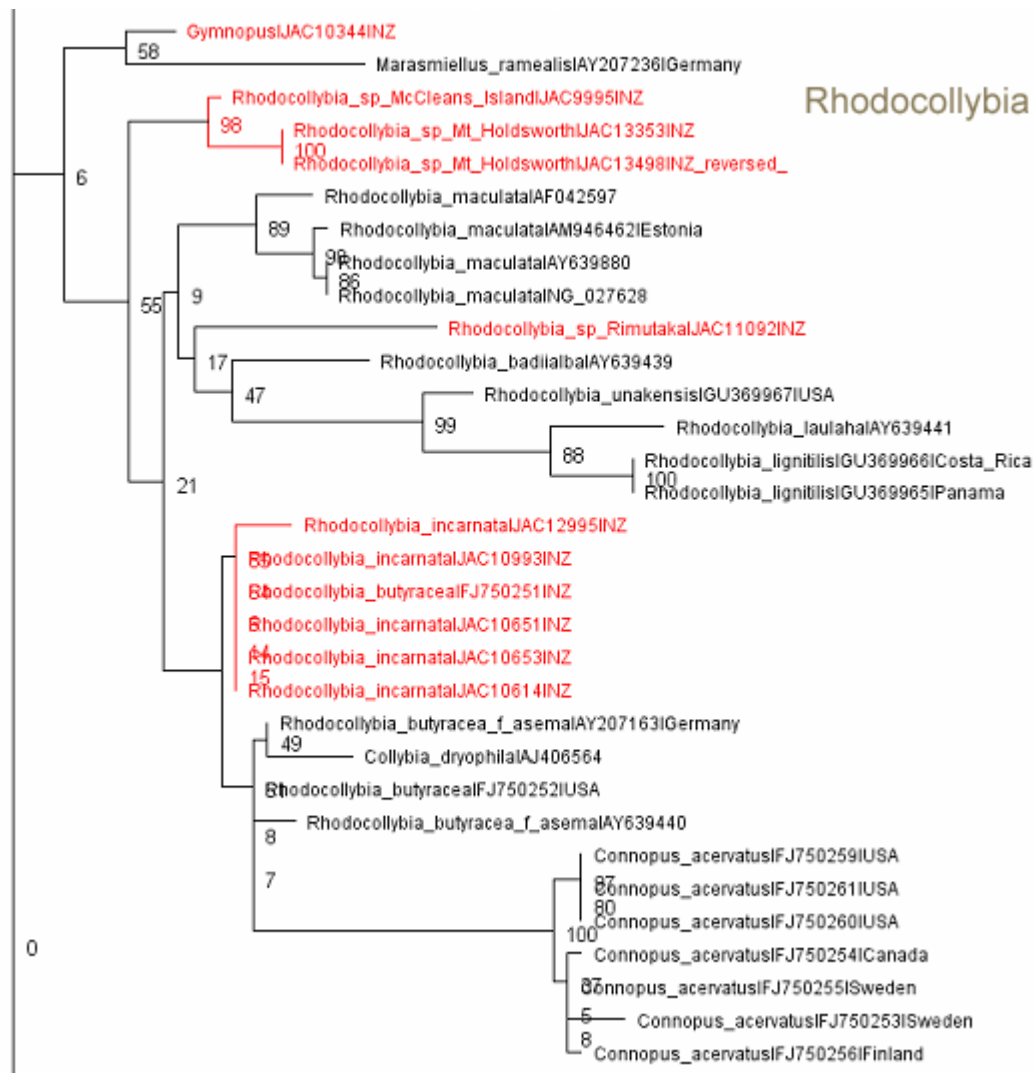 Gymnopus|JAC10344|NZ
58
Marasmiellus_ramealis|AY207236|Germany
Rhodocollybia
Rhodocollybia_sp_McCleans_Island|JAC9995|NZ
98
Rhodocollybia_sp_Mt_Holdsworth|JAC13353|NZ
100
Rhodocollybia_sp_Mt_Holdsworth|JAC13498|NZ_reversed_
6
Rhodocollybia_maculata|AF042597
89
Rhodocollybia_maculata|AM946462|Estonia
Rhodocollybia_maculata|AY639880
86
Rhodocollybia_maculata|NG_027628
9
55
Rhodocollybia_sp_Rimutaka|JAC11092|NZ
17
Rhodocollybia_badiialba|AY639439
47
Rhodocollybia_unakensis|GU369967|USA
99
Rhodocollybia_laulaha|AY639441
88
Rhodocollybia_lignitilis|GU369966|Costa_Rica
100
Rhodocollybia_lignitilis|GU369965|Panama
21
Rhodocollybia_incarnata|JAC12995|NZ
Rhodocollybia_incarnata|JAC10993|NZ
Rhodocollybia_butyracea|FJ750251|NZ
Rhodocollybia_incarnata|JAC10651|NZ
Rhodocollybia_incarnata|JAC10653|NZ
15
Rhodocollybia_incarnata|JAC10614|NZ
Rhodocollybia_butyracea_f_asema|AY207163|Germany
49
Collybia_dryophila|AJ406564
Rhodocollybia_butyracea|FJ750252|USA
Rhodocollybia_butyracea_f_asema|AY639440
8
Connopus_acervatus|FJ750259|USA
7
Connopus_acervatus|FJ750261|USA
80
Connopus_acervatus|FJ750260|USA
100
0
Connopus_acervatus|FJ750254|Canada
Connopus_acervatus|FJ750255|Sweden
5
Connopus_acervatus|FJ750253|Sweden
8
Connopus_acervatus|FJ750256|Finland